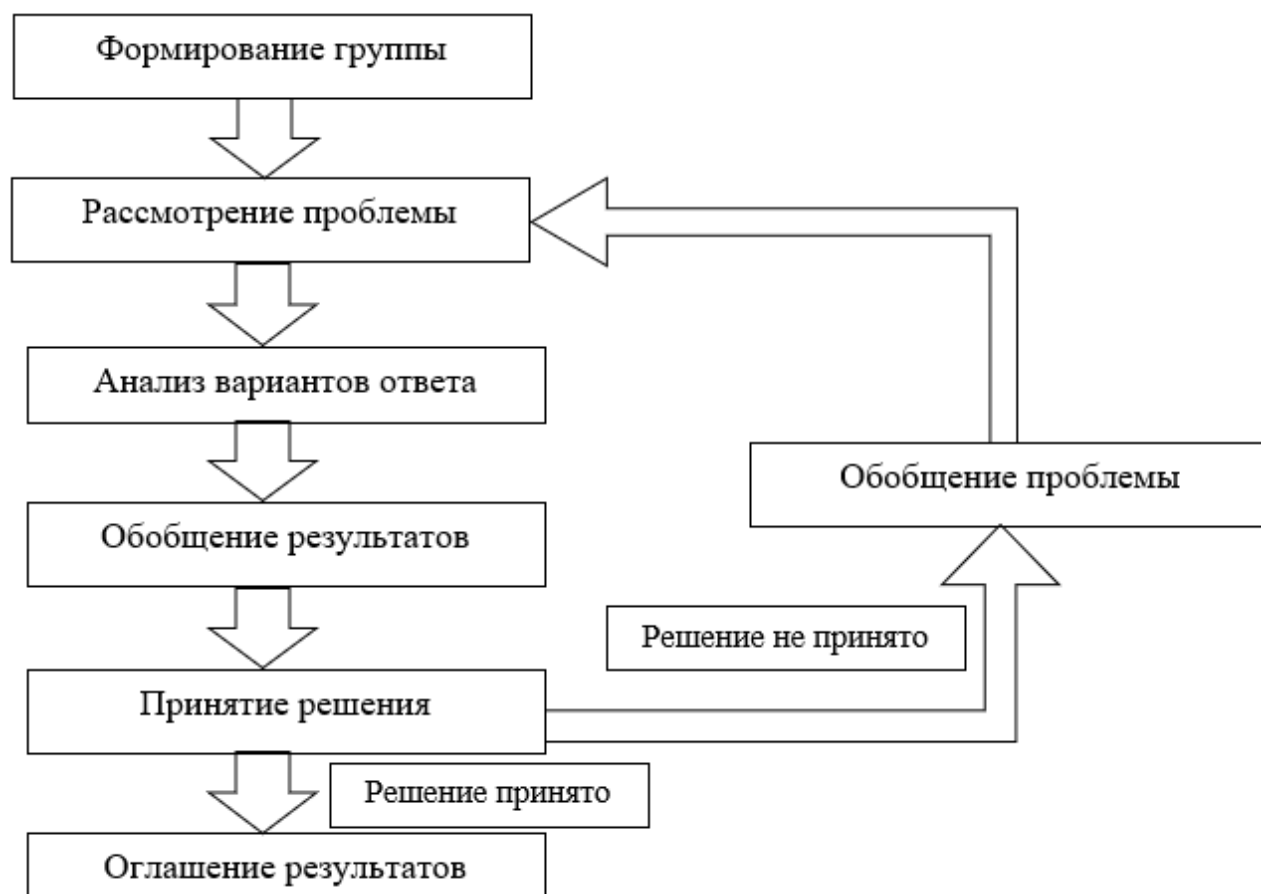 Формирование группы
Рассмотрение проблемы
Анализ вариантов ответа
Обобщение проблемы
Обобщение результатов
Решение не принято
Принятие решения
Решение принято
Оглашение результатов